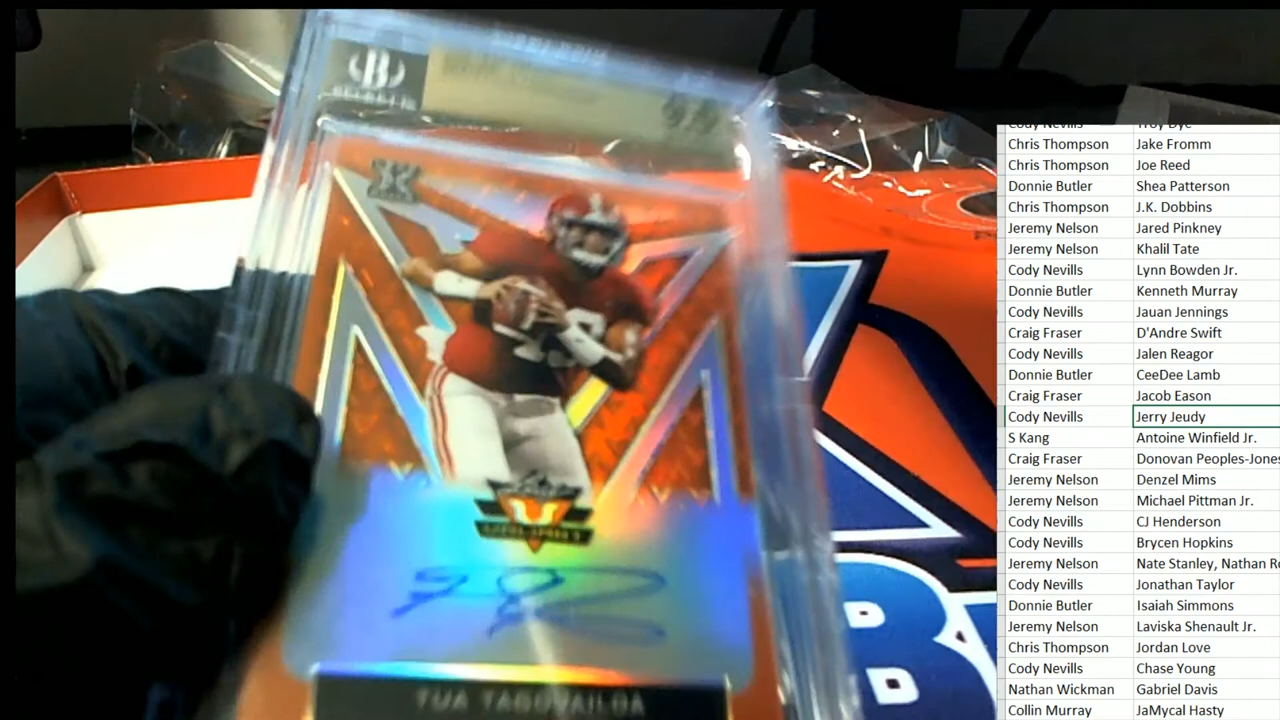 TUA TAGOVAILOA
Cody Nevills Troy Dye
Chris Thompson Jake Fromm
Chris Thompson Joe Reed
Donnie Butler Shea Patterson
Chris Thompson J.K. Dobbins
Jeremy Nelson Jared Pinkney
Jeremy Nelson Khalil Tate
Cody Nevills Lynn Bowden Jr.
Donnie Butler Kenneth Murray
Cody Nevills Jauan Jennings
Craig Fraser D'Andre Swift
Cody Nevills Jalen Reagor
Donnie Butler CeeDee Lamb
Craig Fraser Jacob Eason
Cody Nevills Jerry Jeudy
S Kang Antoine Winfield Jr.
Craig Fraser Donovan Peoples-Jones
Jeremy Nelson Denzel Mims
Jeremy Nelson Michael Pittman Jr.
Cody Nevills CJ Henderson
Cody Nevills Brycen Hopkins
Jeremy Nelson Nate Stanley, Nathan R
Cody Nevills Jonathan Taylor
Donnie Butler Isaiah Simmons
Jeremy Nelson Laviska Shenault Jr.
Chris Thompson Jordan Love
Cody Nevills Chase Young
Nathan Wickman Gabriel Davis
Collin Murray JaMycal Hasty